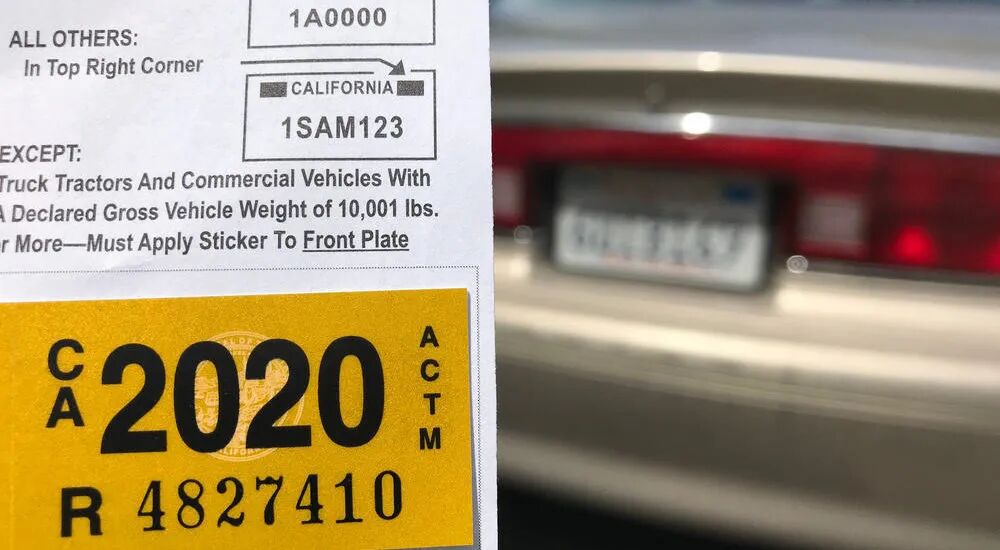 1A0000
ALL OTHERS:
In Top Right Corner
CALIFORNIA
1SAM123
EXCEPT:
Truck Tractors And Commercial Vehicles With
A Declared Gross Vehicle Weight of 10,001 lbs.
r More—Must Apply Sticker To Front Plate
CA
2020
ACTM
R 4827410